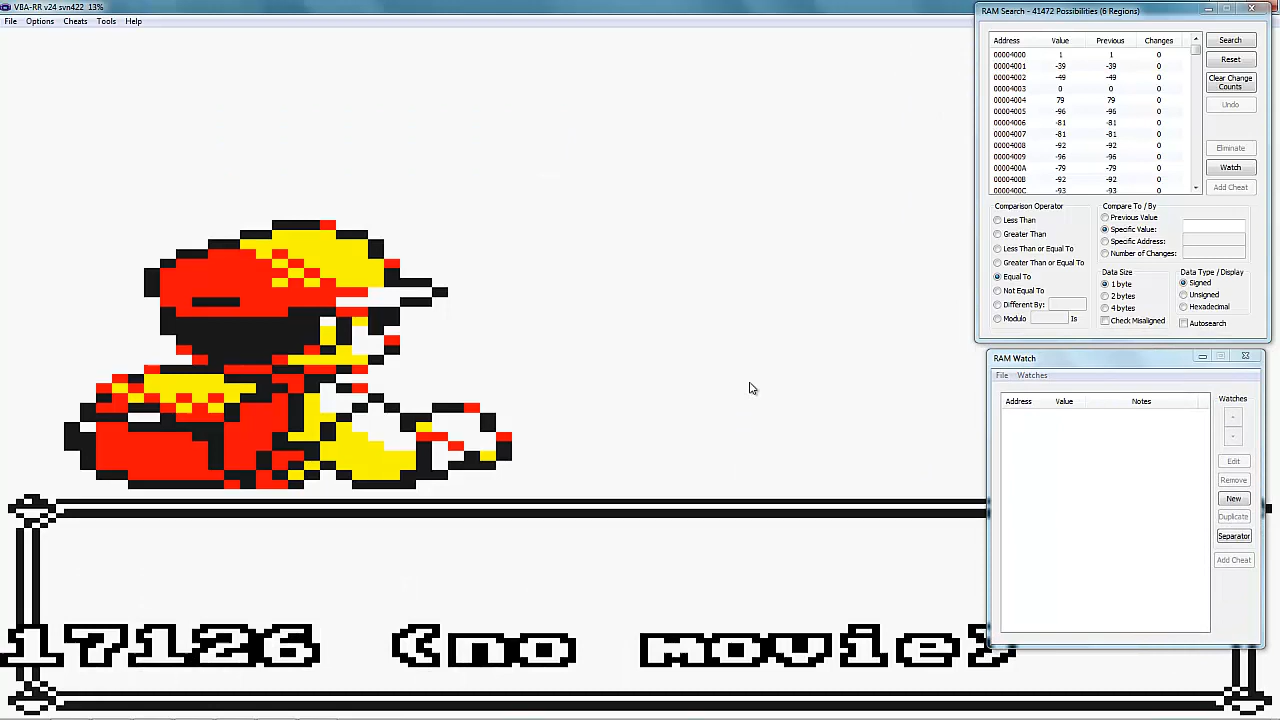 VBA-RR v24 svn422 13%
File Options Cheats Tools Help
17126 (no movie)
RAM Search - 41472 Possibilities (6 Regions)
Address Value Previous Changes
00004000 1 1 0
00004001 -39 -39 0
00004002 -49 -49 0
00004003 0 0 0
00004004 79 79 0
00004005 -96 -96 0
00004006 -81 -81 0
00004007 -81 -81 0
00004008 -92 -92 0
00004009 -96 -96 0
0000400A -79 -79 0
0000400B -92 -92 0
0000400C -93 -93 0
Search
Reset
Clear Change
Counts
Undo
Eliminate
Watch
Add Cheat
Comparison Operator
Less Than
Greater Than
Less Than or Equal To
Greater Than or Equal To
Equal To
Not Equal To
Different By:
Modulo Is
Compare To / By
Previous Value
Specific Value:
Specific Address:
Number of Changes:
Data Size
1 byte
2 bytes
4 bytes
Check Misaligned
Data Type / Display
Signed
Unsigned
Hexadecimal
Autosearch
RAM Watch
File Watches
Address Value Notes
Watches
Edit
Remove
New
Duplicate
Separator
Add Cheat